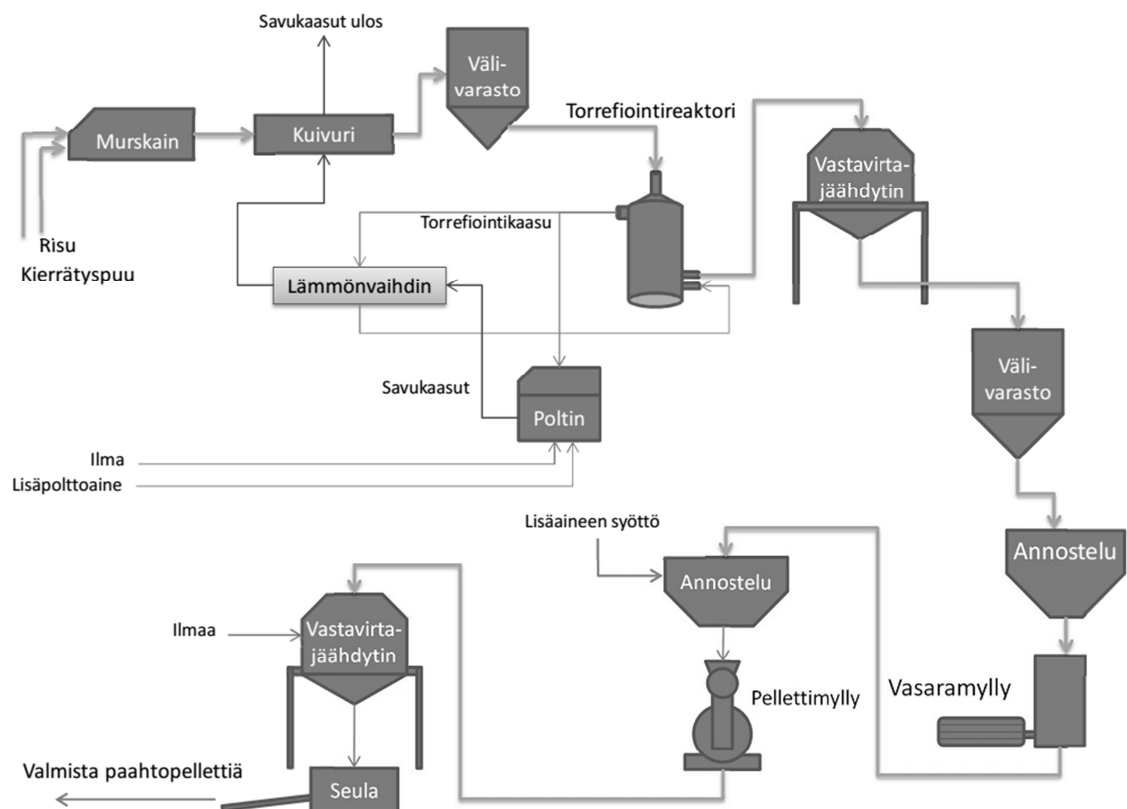 Savukaasut ulos
Väli-
varasto
Murskain
Kuivuri
Torrefiointireaktori
Vastavirta-
jäähdytin
Risu
Kierrätyspuu
Torrefiointikaasu
Lämmönvaihdin
Savukaasut
Poltin
Väli-
varasto
Ilma
Lisäpolttoaine
Lisäaineen syöttö
Annostelu
Annostelu
Ilmaa
Vastavirta-
jäähdytin
Pellettimylly
Vasaramylly
Valmista paahtopellettiä
Seula